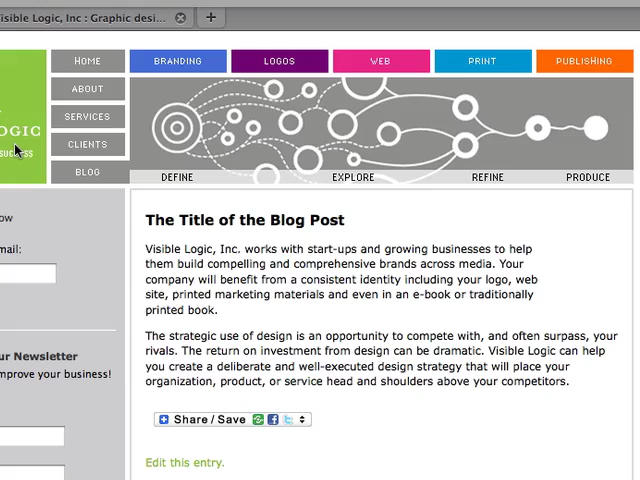 isible Logic, Inc : Graphic desi...
HOME
BRANDING
LOGOS
WEB
PRINT
PUBLISHING
ABOUT
SERVICES
OGIC
CLIENTS
success
BLOG
DEFINE
EXPLORE
REFINE
PRODUCE
ow
The Title of the Blog Post
mail:
Visible Logic, Inc. works with start-ups and growing businesses to help
them build compelling and comprehensive brands across media. Your
company will benefit from a consistent identity including your logo, web
site, printed marketing materials and even in an e-book or traditionally
printed book.
The strategic use of design is an opportunity to compete with, and often surpass, your
rivals. The return on investment from design can be dramatic. Visible Logic can help
you create a deliberate and well-executed design strategy that will place your
organization, product, or service head and shoulders above your competitors.
ur Newsletter
mprove your business!
Share / Save
Edit this entry.